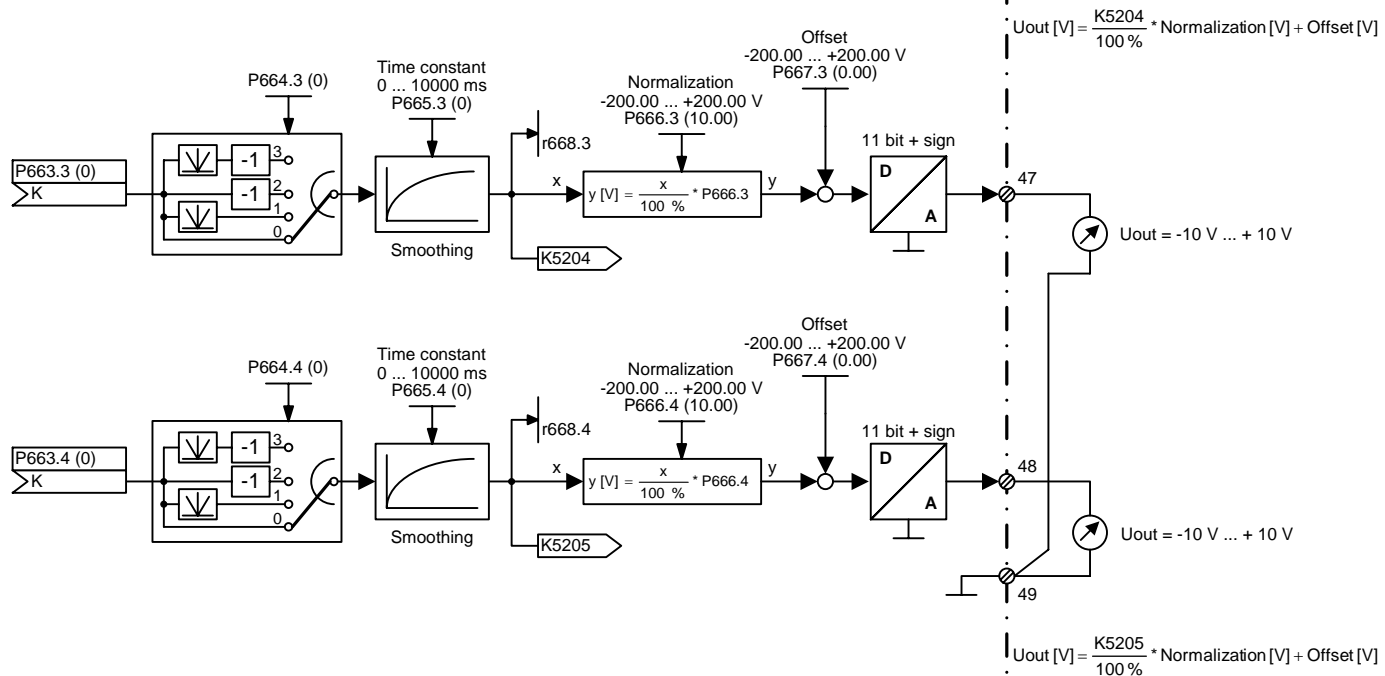 Uout [V] = K5204 / 100 % * Normalization [V] + Offset [V]
Offset
-200.00 ... +200.00 V
P667.3 (0.00)
Time constant
0 ... 10000 ms
P665.3 (0)
P664.3 (0)
Normalization
-200.00 ... +200.00 V
P666.3 (10.00)
r668.3
11 bit + sign
P663.3 (0)
K
-1
3
-1
2
1
0
Smoothing
x
y [V] = x / 100 % * P666.3
y
D
A
47
K5204
Uout = -10 V ... + 10 V
Offset
-200.00 ... +200.00 V
P667.4 (0.00)
Time constant
0 ... 10000 ms
P665.4 (0)
P664.4 (0)
Normalization
-200.00 ... +200.00 V
P666.4 (10.00)
r668.4
11 bit + sign
P663.4 (0)
K
-1
3
-1
2
1
0
Smoothing
x
y [V] = x / 100 % * P666.4
y
D
A
48
K5205
Uout = -10 V ... + 10 V
49
Uout [V] = K5205 / 100 % * Normalization [V] + Offset [V]